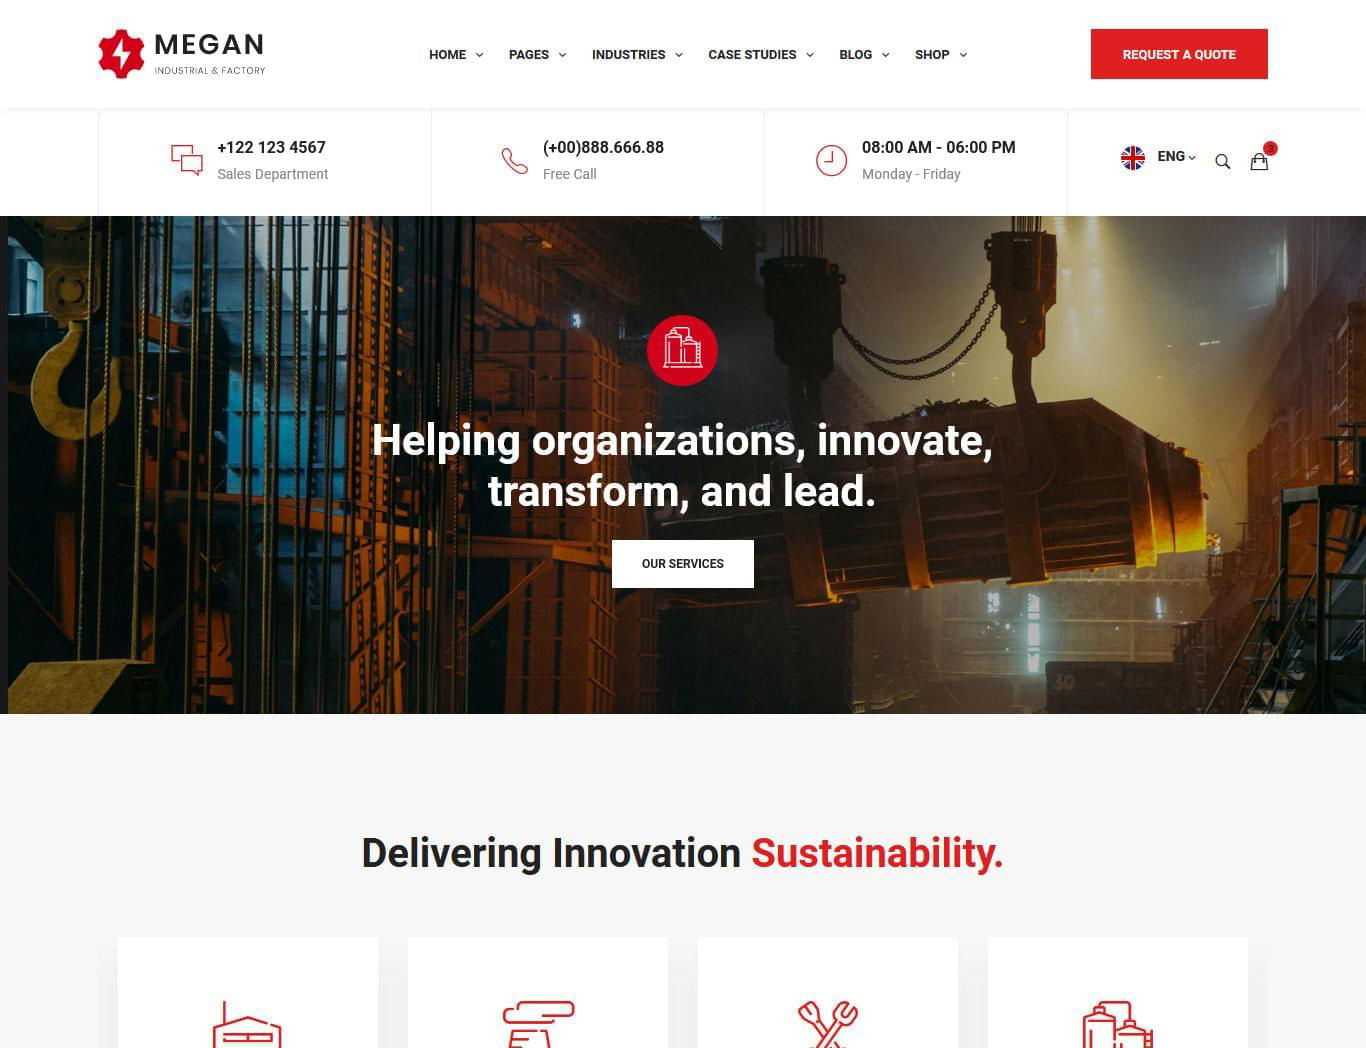 MEGAN
INDUSTRIAL & FACTORY
HOME
PAGES
INDUSTRIES
CASE STUDIES
BLOG
SHOP
REQUEST A QUOTE
+122 123 4567
Sales Department
(+00)888.666.88
Free Call
08:00 AM - 06:00 PM
Monday - Friday
ENG
3
Helping organizations, innovate,
transform, and lead.
OUR SERVICES
30
Delivering Innovation Sustainability.